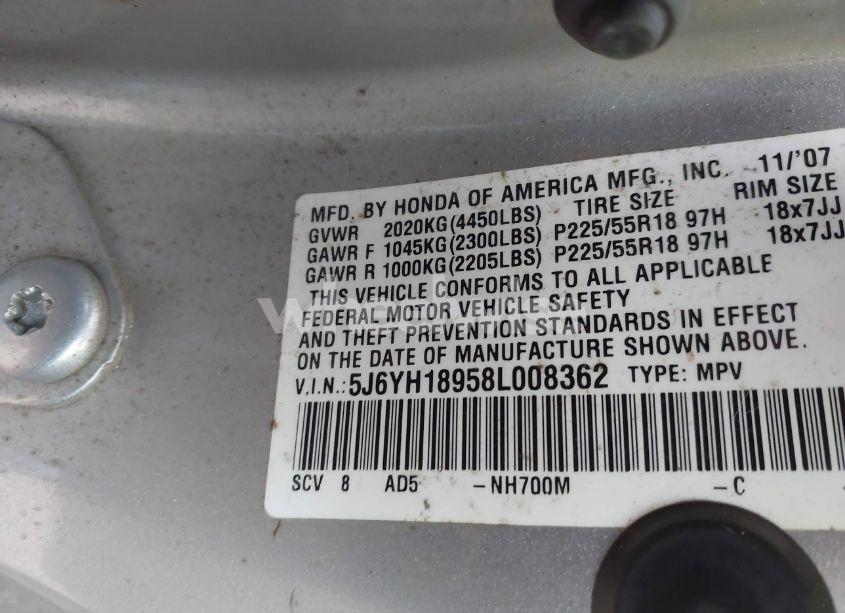 MFD. BY HONDA OF AMERICA MFG., INC. 11/'07
GVWR 2020KG(4450LBS) TIRE SIZE RIM SIZE
GAWR F 1045KG(2300LBS) P225/55R18 97H 18x7JJ
GAWR R 1000KG(2205LBS) P225/55R18 97H 18x7JJ
THIS VEHICLE CONFORMS TO ALL APPLICABLE
FEDERAL MOTOR VEHICLE SAFETY
AND THEFT PREVENTION STANDARDS IN EFFECT
ON THE DATE OF MANUFACTURE SHOWN ABOVE.
V.I.N.: 5J6YH18958L008362 TYPE: MPV
SCV 8 AD5 -NH700M -C